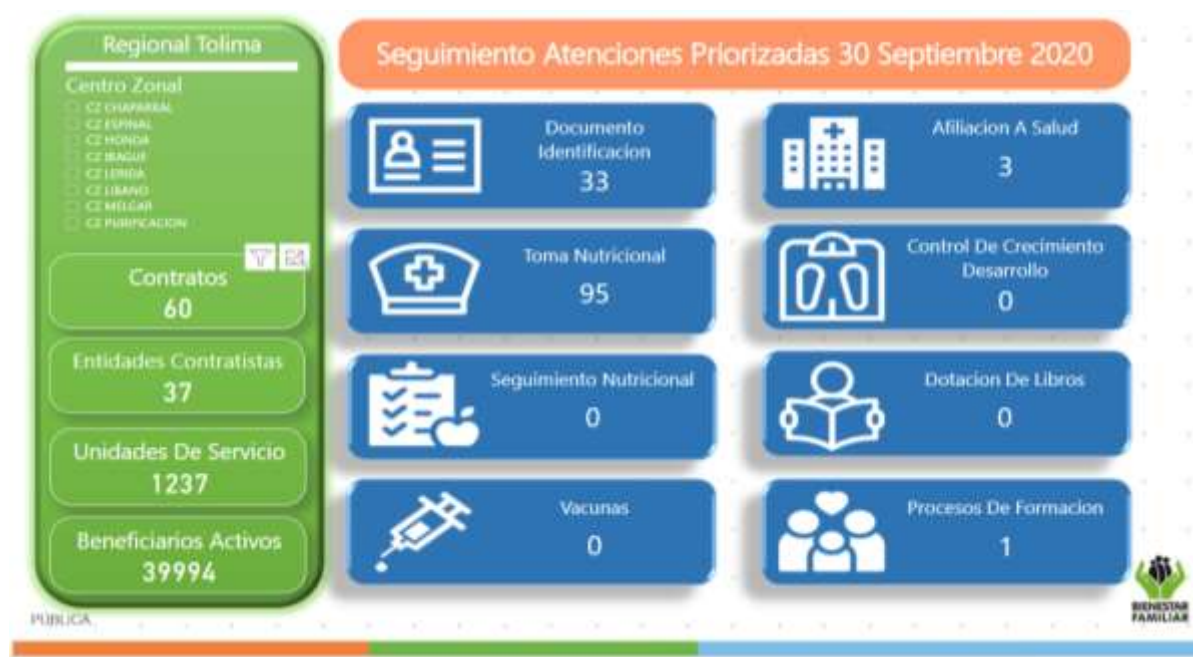 Regional Tolima
Centro Zonal
CZ CHAPARRAL
CZ ESPINAL
CZ HONDA
CZ IBAGUE
CZ LERIDA
CZ LIBANO
CZ MELGAR
CZ PURIFICACION
Contratos
60
Entidades Contratistas
37
Unidades De Servicio
1237
Beneficiarios Activos
39994
Seguimiento Atenciones Priorizadas 30 Septiembre 2020
Documento
Identificacion
33
Afiliacion A Salud
3
Toma Nutricional
95
Control De Crecimiento
Desarrollo
0
Seguimiento Nutricional
0
Dotacion De Libros
0
Vacunas
0
Procesos De Formacion
1
PÚBLICA
BIENESTAR
FAMILIAR